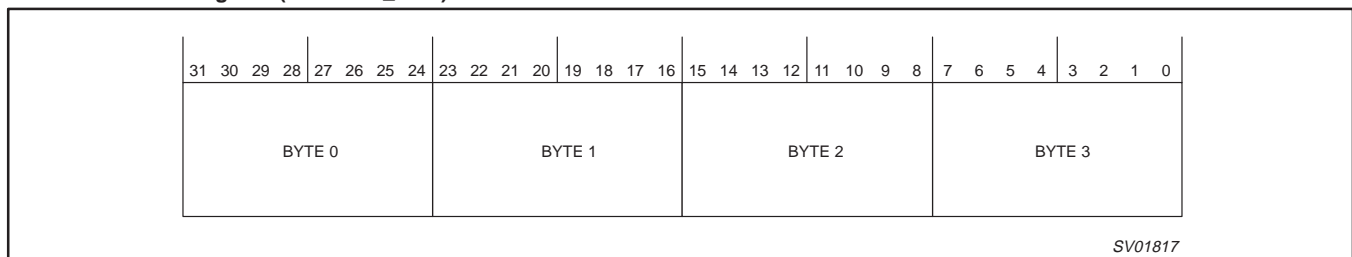 31 30 29 28 27 26 25 24 23 22 21 20 19 18 17 16 15 14 13 12 11 10 9 8 7 6 5 4 3 2 1 0
BYTE 0 BYTE 1 BYTE 2 BYTE 3
SV01817